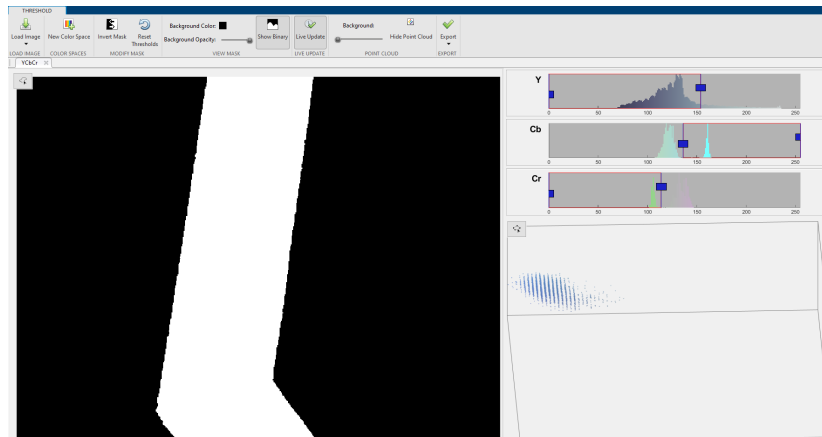 THRESHOLD
Load Image
New Color Space
Invert Mask
Reset Thresholds
Background Color:
Background Opacity:
Show Binary
Live Update
Background:
Hide Point Cloud
Export
LOAD IMAGE
COLOR SPACES
MODIFY MASK
VIEW MASK
LIVE UPDATE
POINT CLOUD
EXPORT
YCbCr
Y
0 50 100 150 200 250
Cb
0 50 100 150 200 250
Cr
0 50 100 150 200 250